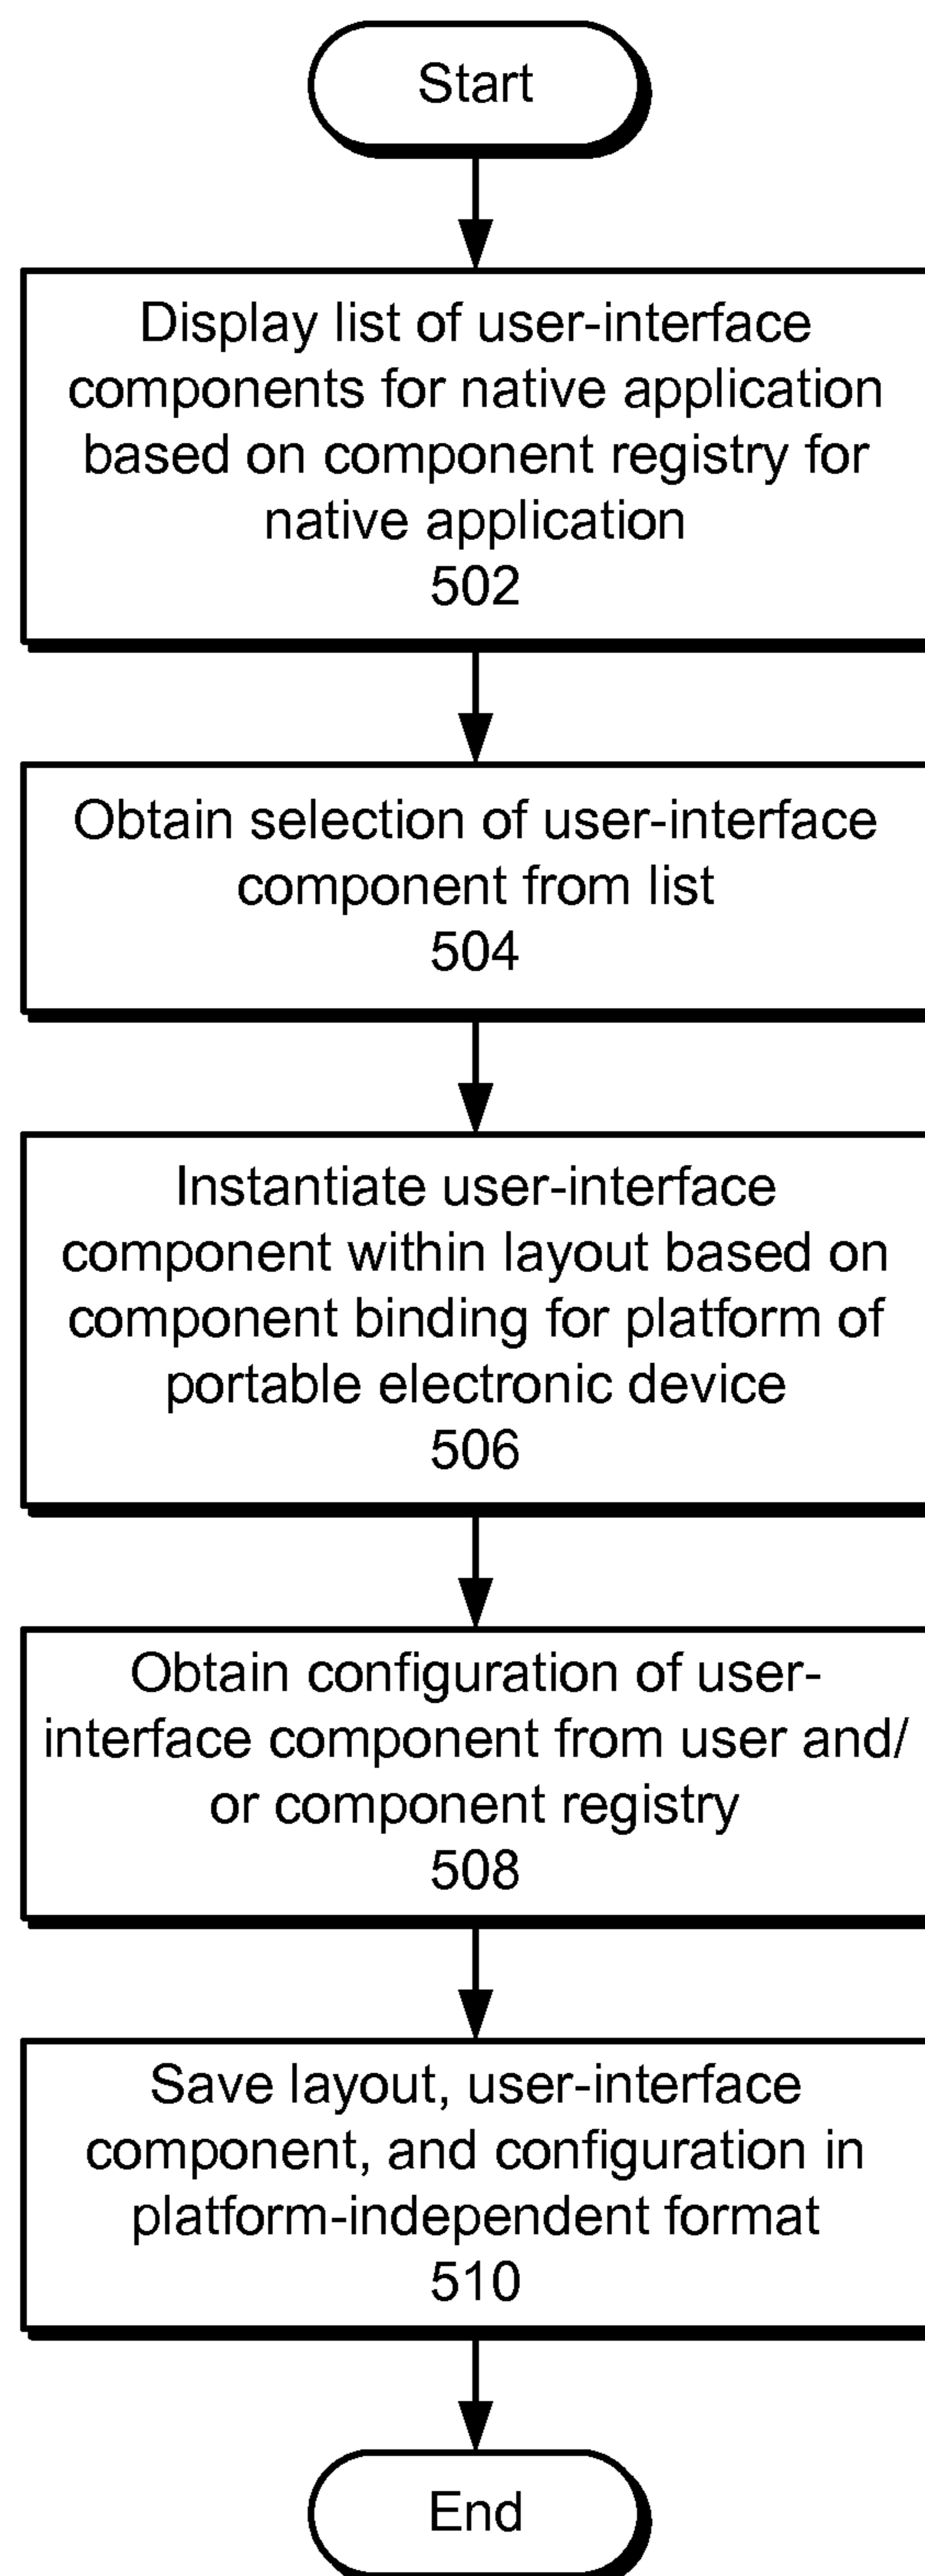 Start
Display list of user-interface
components for native application
based on component registry for
native application
502
Obtain selection of user-interface
component from list
504
Instantiate user-interface
component within layout based on
component binding for platform of
portable electronic device
506
Obtain configuration of user-
interface component from user and/
or component registry
508
Save layout, user-interface
component, and configuration in
platform-independent format
510
End